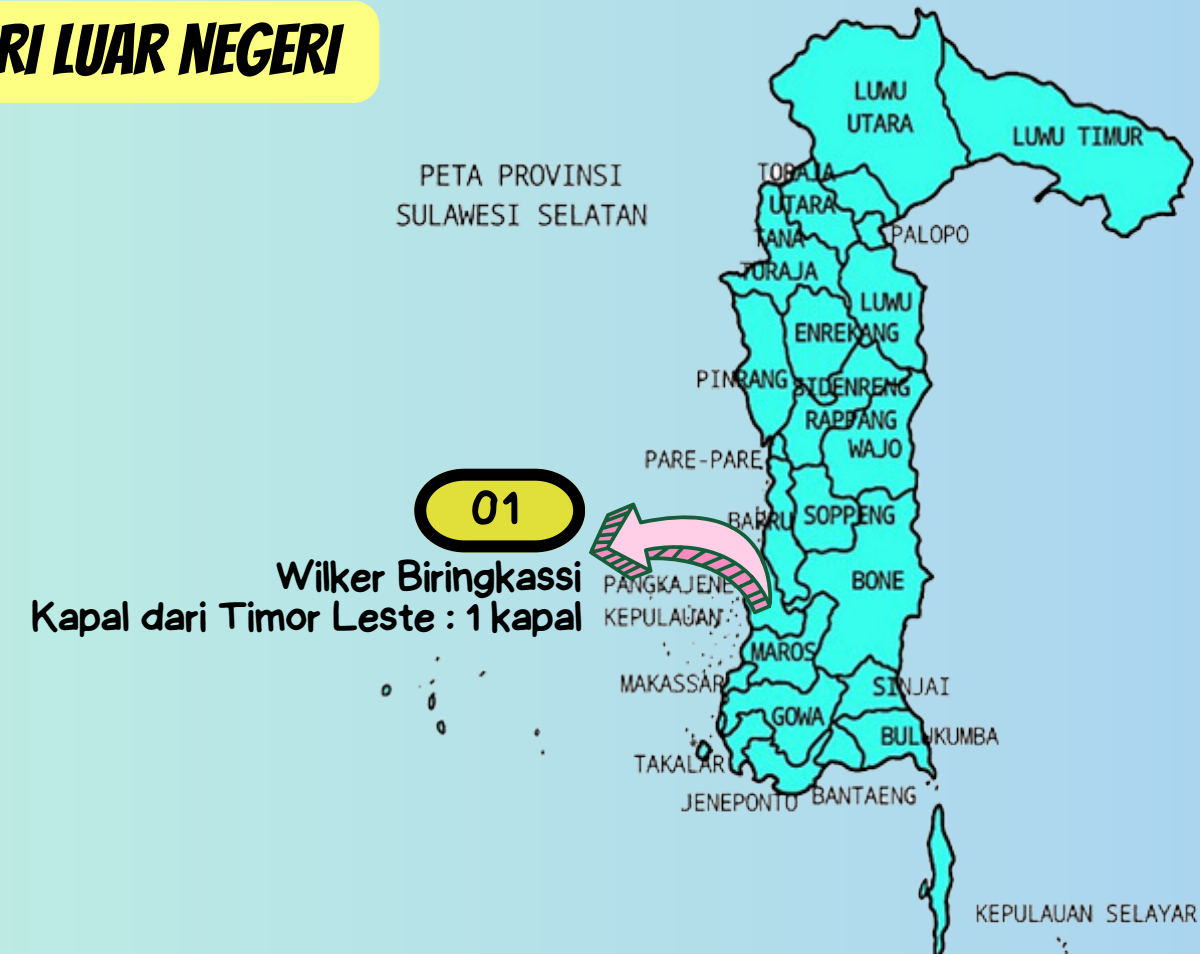 RI LUAR NEGERI
PETA PROVINSI
SULAWESI SELATAN
LUWU
UTARA
LUWU TIMUR
TORAJA
UTARA
TANA
TORAJA
PALOPO
LUWU
ENREKANG
PINRANG
SIDENRENG
RAPPANG
WAJO
PARE-PARE
BARRU
SOPPENG
01
Wilker Biringkassi
Kapal dari Timor Leste : 1 kapal
PANGKAJENE
KEPULAUAN
BONE
MAROS
MAKASSAR
SINJAI
GOWA
BULUKUMBA
TAKALAR
JENEPONTO
BANTAENG
KEPULAUAN SELAYAR